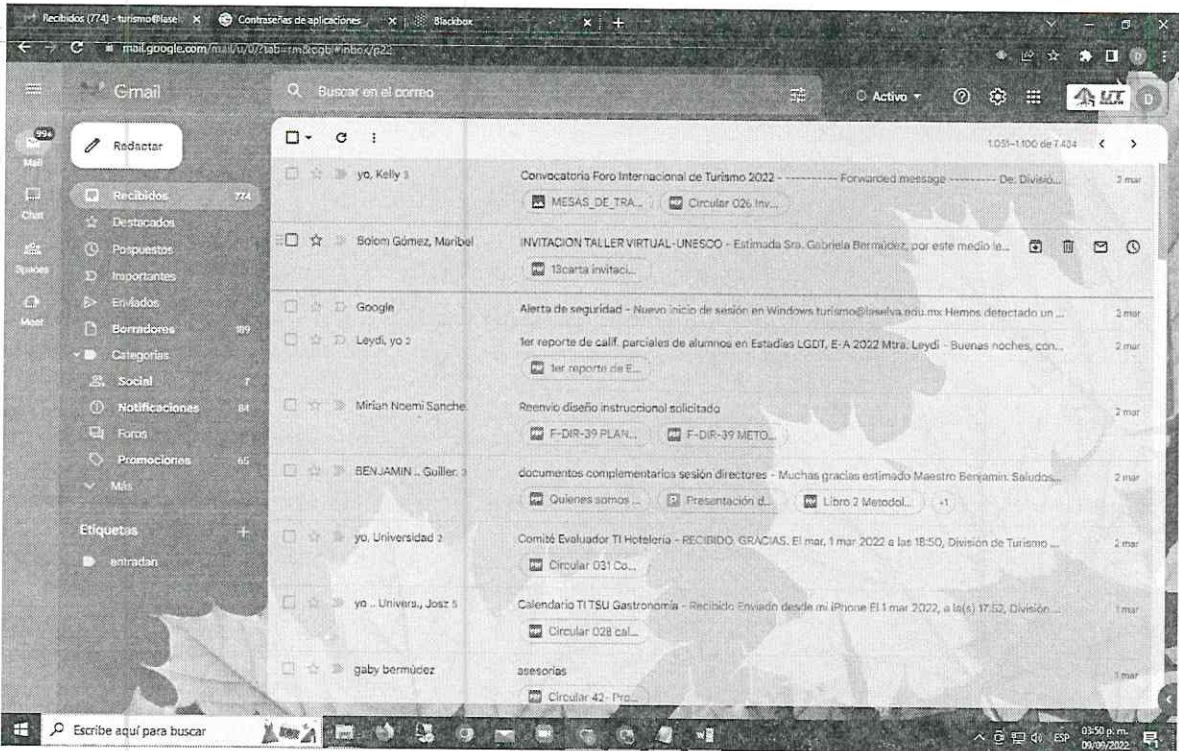 Recibidos (774) - turismo@lasel
Contraseñas de aplicaciones
Blackbox
mail.google.com/mail/u/0/?tab=rm&ogbl#inbox/p22
Gmail
Buscar en el correo
Activo
UT
D
99+
Mail
Chat
Spaces
Meet
Redactar
Recibidos 774
Destacados
Pospuestos
Importantes
Enviados
Borradores 189
Categorías
Social 7
Notificaciones 84
Foros
Promociones 65
Más
Etiquetas
entradan
1.051–1.100 de 7.404
yo, Kelly 3 Convocatoria Foro Internacional de Turismo 2022 - ---------- Forwarded message --------- De: Divisió... 2 mar
MESAS_DE_TRA... Circular 026 Inv...
Bolom Gómez, Maribel INVITACION TALLER VIRTUAL-UNESCO - Estimada Sra. Gabriela Bermúdez, por este medio le...
13carta invitaci...
Google Alerta de seguridad - Nuevo inicio de sesión en Windows turismo@laselva.edu.mx Hemos detectado un ... 2 mar
Leydi, yo 2 1er reporte de calif. parciales de alumnos en Estadías LGDT, E-A 2022 Mtra. Leydi - Buenas noches, con... 2 mar
1er reporte de E...
Mirian Noemi Sanche. Reenvio diseño instruccional solicitado 2 mar
F-DIR-39 PLAN... F-DIR-39 METO...
BENJAMIN .. Guiller. 3 documentos complementarios sesión directores - Muchas gracias estimado Maestro Benjamin. Saludos... 2 mar
Quienes somos ... Presentación d... Libro 2 Metodol... +1
yo, Universidad 2 Comité Evaluador TI Hoteleria - RECIBIDO, GRACIAS. El mar, 1 mar 2022 a las 18:50, División de Turismo ... 2 mar
Circular 031 Co...
yo .. Univers., Josz 5 Calendario TI TSU Gastronomía - Recibido Enviado desde mi iPhone El 1 mar 2022, a la(s) 17:52, División ... 1 mar
Circular 028 cal...
gaby bermúdez asesorías 1 mar
Circular 42- Pro...
Escribe aquí para buscar
ESP
03:50 p. m.
09/09/2022